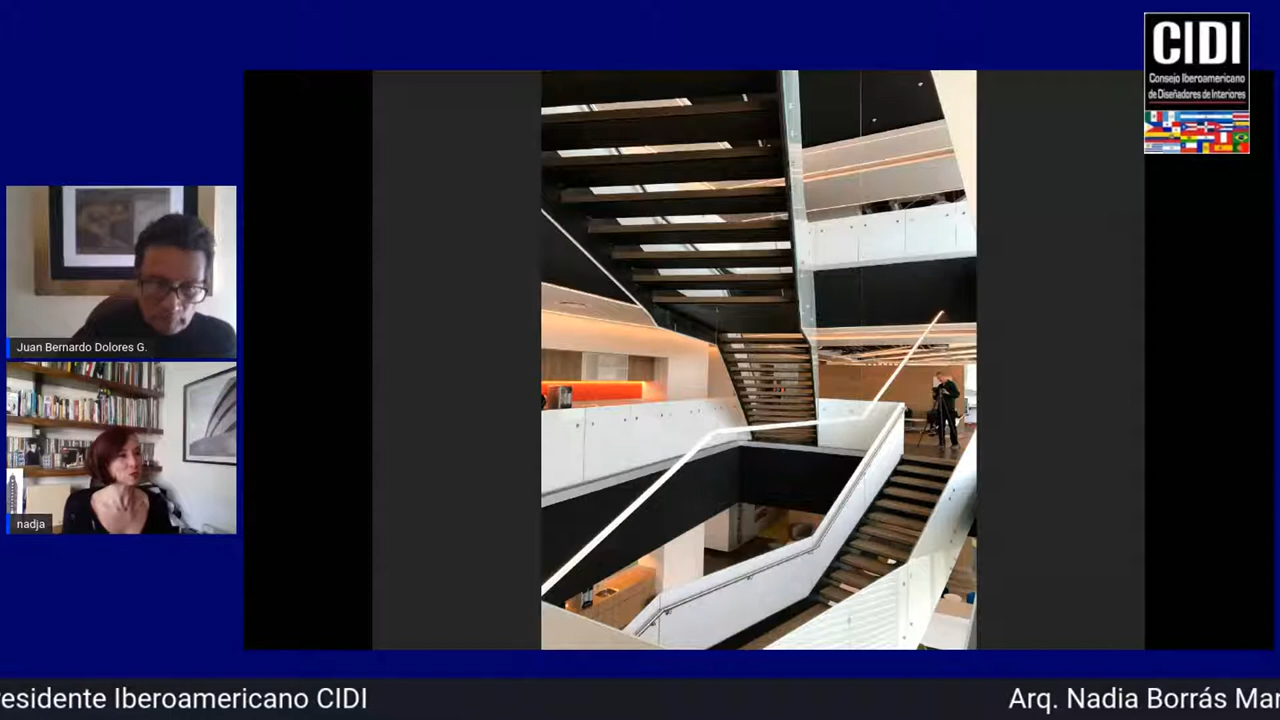 CIDI
Consejo Iberoamericano
de Diseñadores de Interiores
Juan Bernardo Dolores G.
nadja
residente Iberoamericano CIDI
Arq. Nadia Borrás Mar